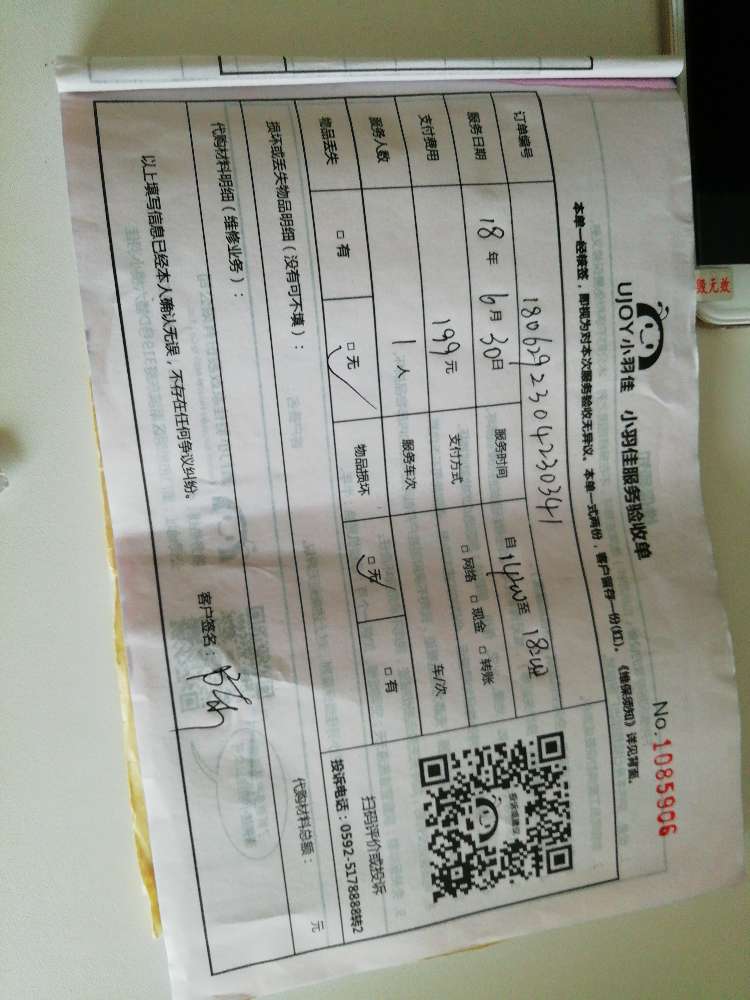 UJOY小羽佳 小羽佳服务验收单
No.1085906
本单一经接签，即视为对本次服务验收无异议。本单一式两份，客户留存一份(红)。《维保须知》详见背面。
订单编号 1806292304230341
服务日期 18年 6月 30日 服务时间 自14:00至 18:00
支付费用 199元 支付方式 □网络 □现金 □转账
服务人数 1人 服务车次 车/次
物品丢失 □有 □无 物品损坏 □无 □有
扫码评价或投诉
投诉电话：0592-5178888转2
损坏或丢失物品明细（没有可不填）：
代购材料明细（维修业务）： 代购材料总额： 元
以上填写信息已经本人确认无误，不存在任何争议纠纷。 客户签名：
毁元效